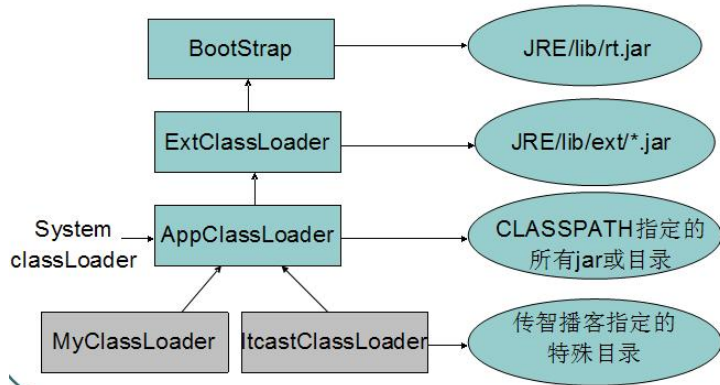 BootStrap
JRE/lib/rt.jar
ExtClassLoader
JRE/lib/ext/*.jar
System
classLoader
AppClassLoader
CLASSPATH指定的
所有jar或目录
MyClassLoader
ItcastClassLoader
传智播客指定的
特殊目录